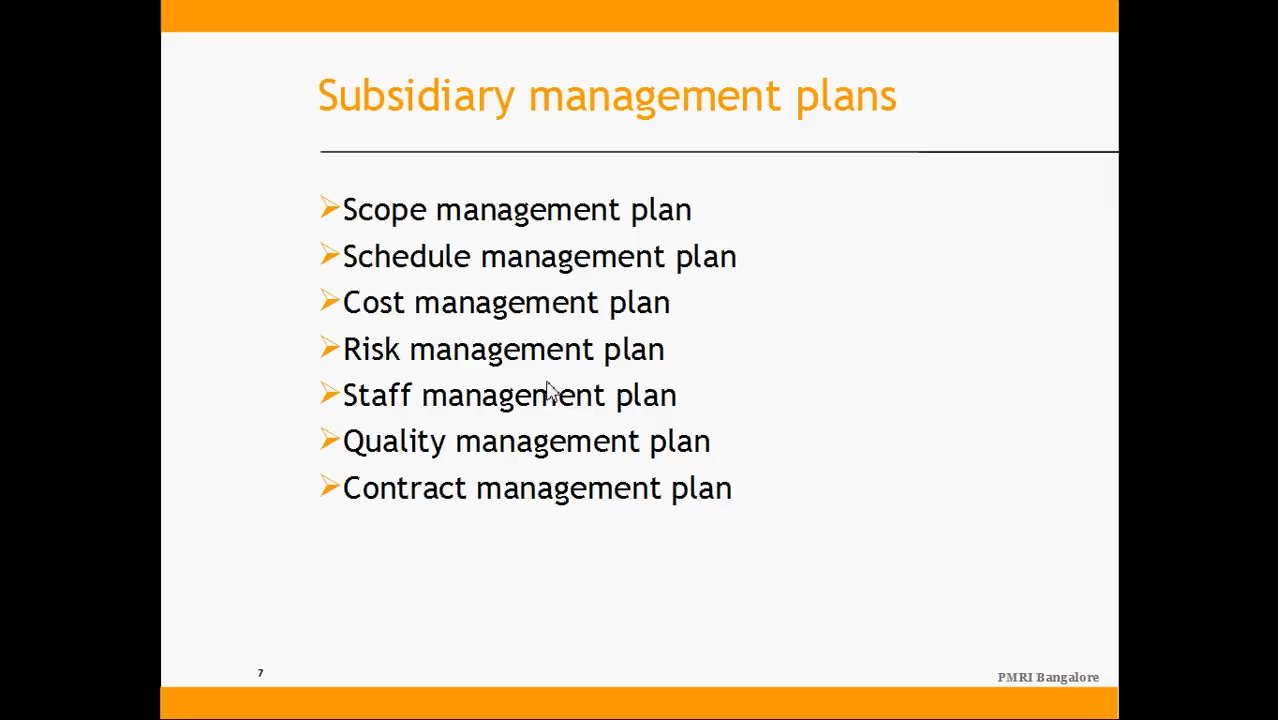 Subsidiary management plans
Scope management plan
Schedule management plan
Cost management plan
Risk management plan
Staff management plan
Quality management plan
Contract management plan
7
PMRI Bangalore